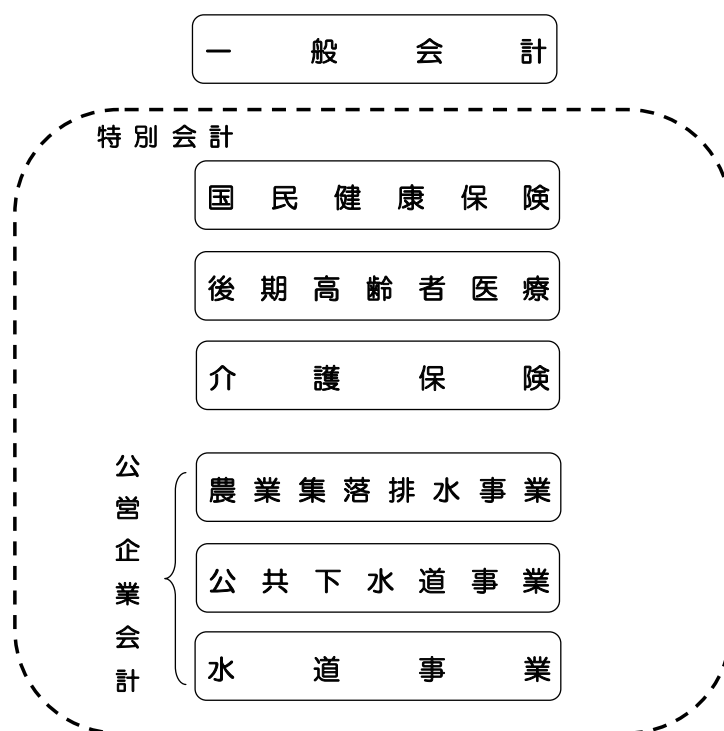 一般会計
特別会計
国民健康保険
後期高齢者医療
介護保険
公営企業会計
農業集落排水事業
公共下水道事業
水道事業